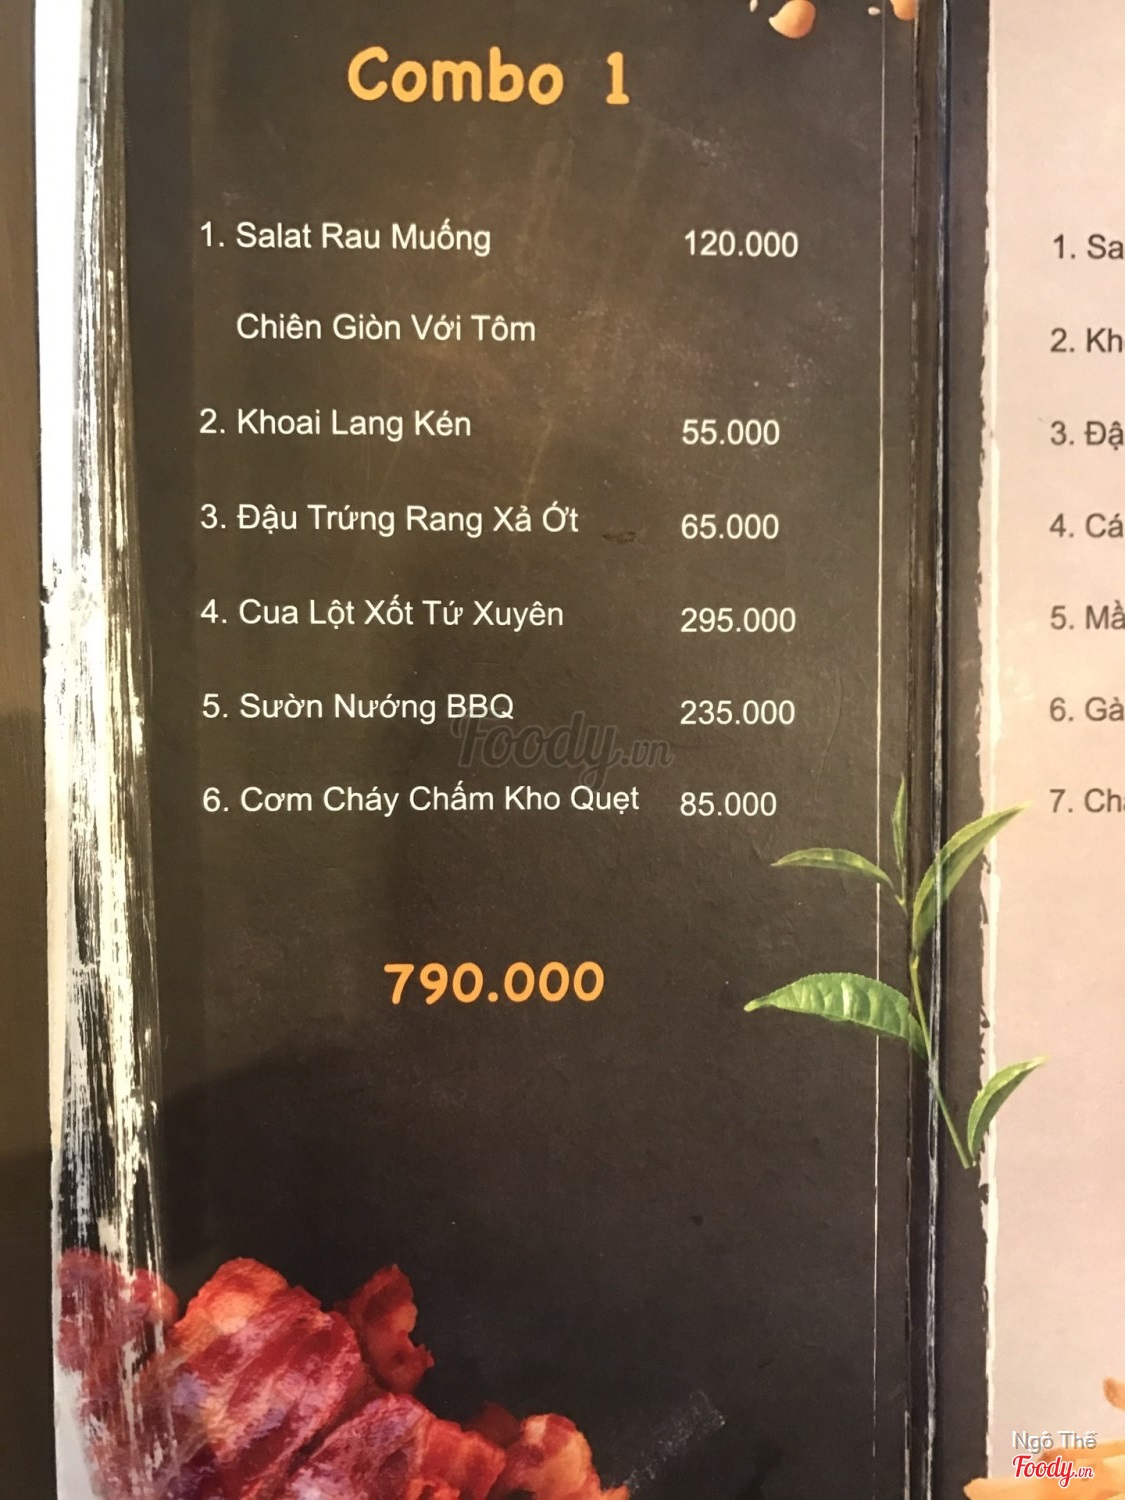 Combo 1
1. Salat Rau Muống 120.000
Chiên Giòn Với Tôm
2. Khoai Lang Kén 55.000
3. Đậu Trứng Rang Xả Ớt 65.000
4. Cua Lột Xốt Tứ Xuyên 295.000
5. Sườn Nướng BBQ 235.000
6. Cơm Cháy Chấm Kho Quẹt 85.000
790.000
Foody.vn
1. Sa
2. Kh
3. Đậ
4. Cá
5. Mầ
6. Gà
7. Ch
Ngô Thế
Foody.vn